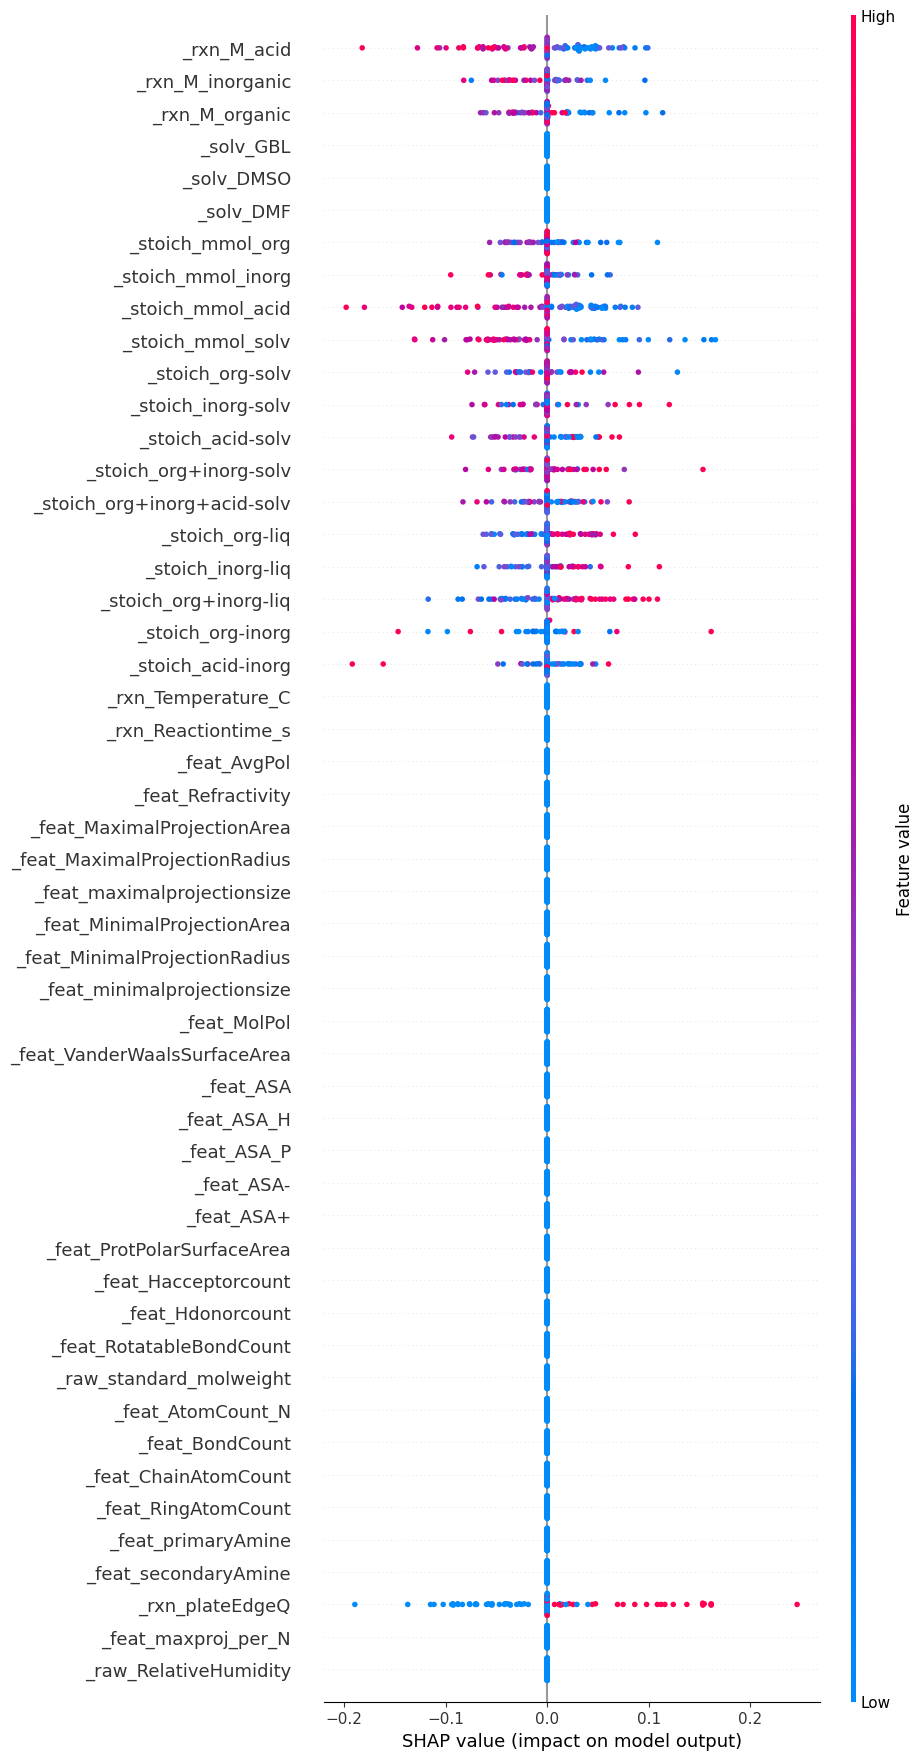 High
_rxn_M_acid
_rxn_M_inorganic
_rxn_M_organic
_solv_GBL
_solv_DMSO
_solv_DMF
_stoich_mmol_org
_stoich_mmol_inorg
_stoich_mmol_acid
_stoich_mmol_solv
_stoich_org-solv
_stoich_inorg-solv
_stoich_acid-solv
_stoich_org+inorg-solv
_stoich_org+inorg+acid-solv
_stoich_org-liq
_stoich_inorg-liq
_stoich_org+inorg-liq
_stoich_org-inorg
_stoich_acid-inorg
_rxn_Temperature_C
_rxn_Reactiontime_s
_feat_AvgPol
_feat_Refractivity
_feat_MaximalProjectionArea
_feat_MaximalProjectionRadius
_feat_maximalprojectionsize
_feat_MinimalProjectionArea
_feat_MinimalProjectionRadius
_feat_minimalprojectionsize
_feat_MolPol
_feat_VanderWaalsSurfaceArea
_feat_ASA
_feat_ASA_H
_feat_ASA_P
_feat_ASA-
_feat_ASA+
_feat_ProtPolarSurfaceArea
_feat_Hacceptorcount
_feat_Hdonorcount
_feat_RotatableBondCount
_raw_standard_molweight
_feat_AtomCount_N
_feat_BondCount
_feat_ChainAtomCount
_feat_RingAtomCount
_feat_primaryAmine
_feat_secondaryAmine
_rxn_plateEdgeQ
_feat_maxproj_per_N
_raw_RelativeHumidity
Feature value
Low
−0.2 −0.1 0.0 0.1 0.2
SHAP value (impact on model output)